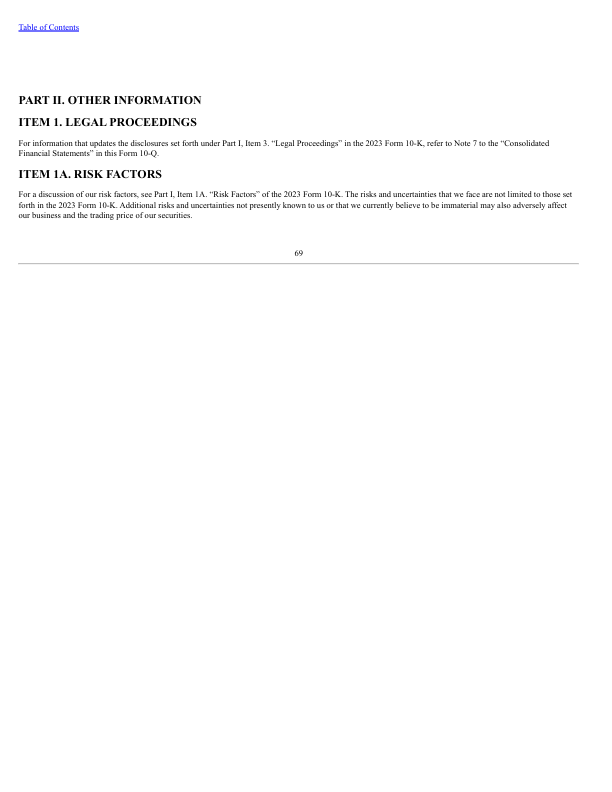 Table of Contents
PART II. OTHER INFORMATION
ITEM 1. LEGAL PROCEEDINGS
For information that updates the disclosures set forth under Part I, Item 3. “Legal Proceedings” in the 2023 Form 10-K, refer to Note 7 to the “Consolidated
Financial Statements” in this Form 10-Q.
ITEM 1A. RISK FACTORS
For a discussion of our risk factors, see Part I, Item 1A. “Risk Factors” of the 2023 Form 10-K. The risks and uncertainties that we face are not limited to those set
forth in the 2023 Form 10-K. Additional risks and uncertainties not presently known to us or that we currently believe to be immaterial may also adversely affect
our business and the trading price of our securities.
69